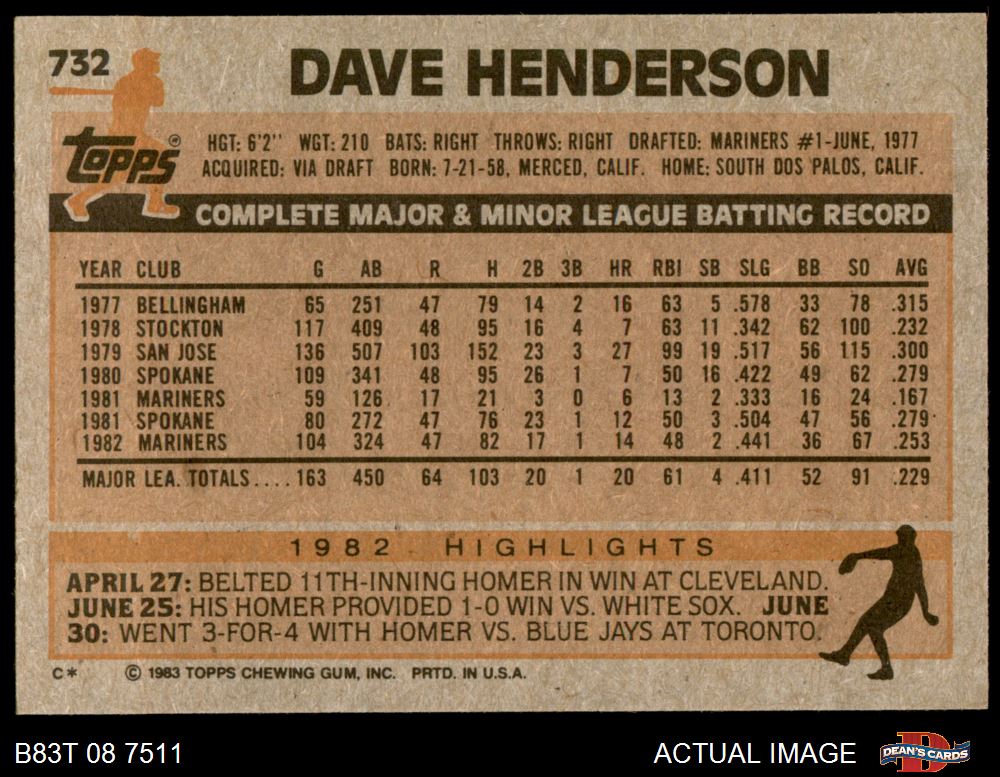 732
DAVE HENDERSON
Topps®
HGT: 6'2" WGT: 210 BATS: RIGHT THROWS: RIGHT DRAFTED: MARINERS #1-JUNE, 1977
ACQUIRED: VIA DRAFT BORN: 7-21-58, MERCED, CALIF. HOME: SOUTH DOS PALOS, CALIF.
COMPLETE MAJOR & MINOR LEAGUE BATTING RECORD
YEAR CLUB G AB R H 2B 3B HR RBI SB SLG BB SO AVG
1977 BELLINGHAM 65 251 47 79 14 2 16 63 5 .578 33 78 .315
1978 STOCKTON 117 409 48 95 16 4 7 63 11 .342 62 100 .232
1979 SAN JOSE 136 507 103 152 23 3 27 99 19 .517 56 115 .300
1980 SPOKANE 109 341 48 95 26 1 7 50 16 .422 49 62 .279
1981 MARINERS 59 126 17 21 3 0 6 13 2 .333 16 24 .167
1981 SPOKANE 80 272 47 76 23 1 12 50 3 .504 47 56 .279
1982 MARINERS 104 324 47 82 17 1 14 48 2 .441 36 67 .253
MAJOR LEA. TOTALS.... 163 450 64 103 20 1 20 61 4 .411 52 91 .229
1982 HIGHLIGHTS
APRIL 27: BELTED 11TH-INNING HOMER IN WIN AT CLEVELAND.
JUNE 25: HIS HOMER PROVIDED 1-0 WIN VS. WHITE SOX. JUNE
30: WENT 3-FOR-4 WITH HOMER VS. BLUE JAYS AT TORONTO.
C* © 1983 TOPPS CHEWING GUM, INC. PRTD. IN U.S.A.
B83T 08 7511 ACTUAL IMAGE D DEAN'S CARDS